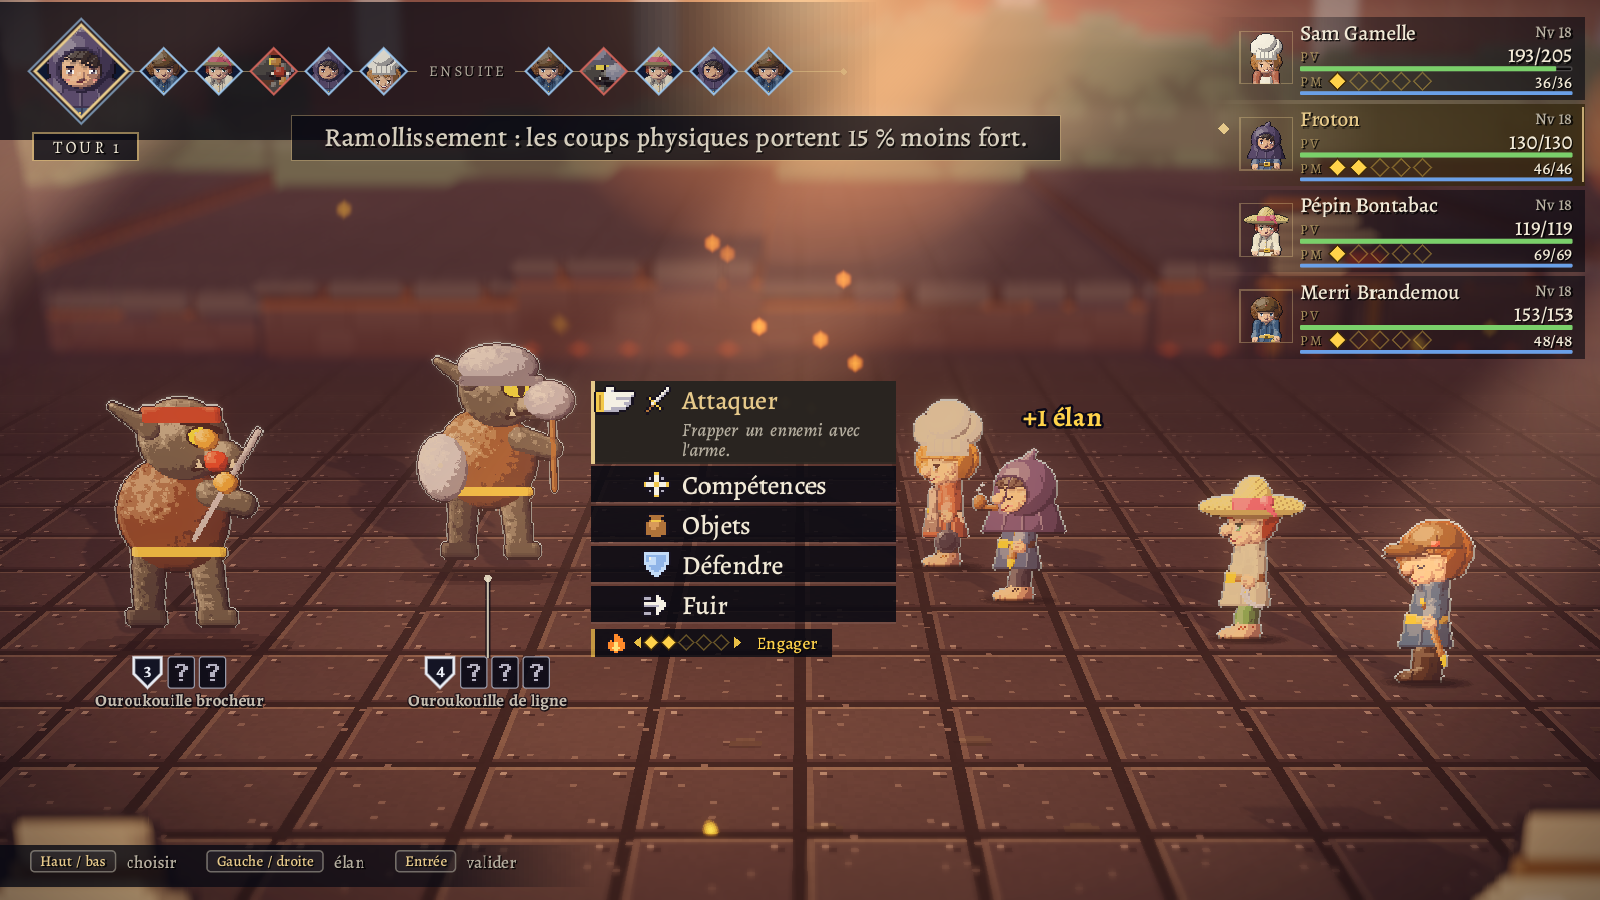 ENSUITE
TOUR 1
Ramollissement : les coups physiques portent 15 % moins fort.
Sam Gamelle Nv 18
PV 193/205
PM 36/36
Froton Nv 18
PV 130/130
PM 46/46
Pépin Bontabac Nv 18
PV 119/119
PM 69/69
Merri Brandemou Nv 18
PV 153/153
PM 48/48
Attaquer
Frapper un ennemi avec
l'arme.
Compétences
Objets
Défendre
Fuir
Engager
+1 élan
3 ? ?
Ouroukouille brocheur
4 ? ? ?
Ouroukouille de ligne
Haut / bas choisir Gauche / droite élan Entrée valider